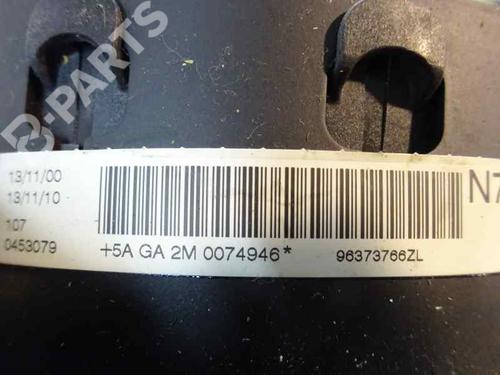 B-PARTS
13/11/00
13/11/10
107
0453079
+5A GA 2M 0074946*
96373766ZL
N7